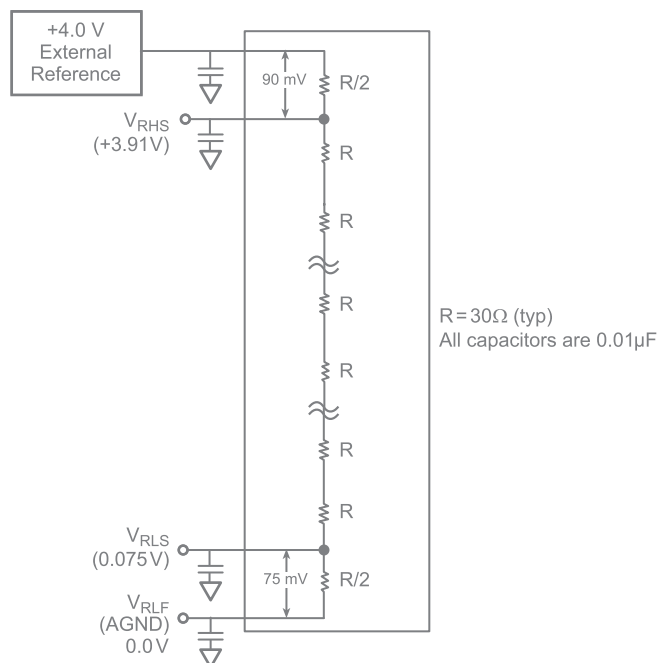 +4.0 V
External
Reference
90 mV
R/2
V_RHS
(+3.91V)
R
R
R
R = 30Ω (typ)
All capacitors are 0.01µF
R
R
R
V_RLS
(0.075V)
75 mV
R/2
V_RLF
(AGND)
0.0V